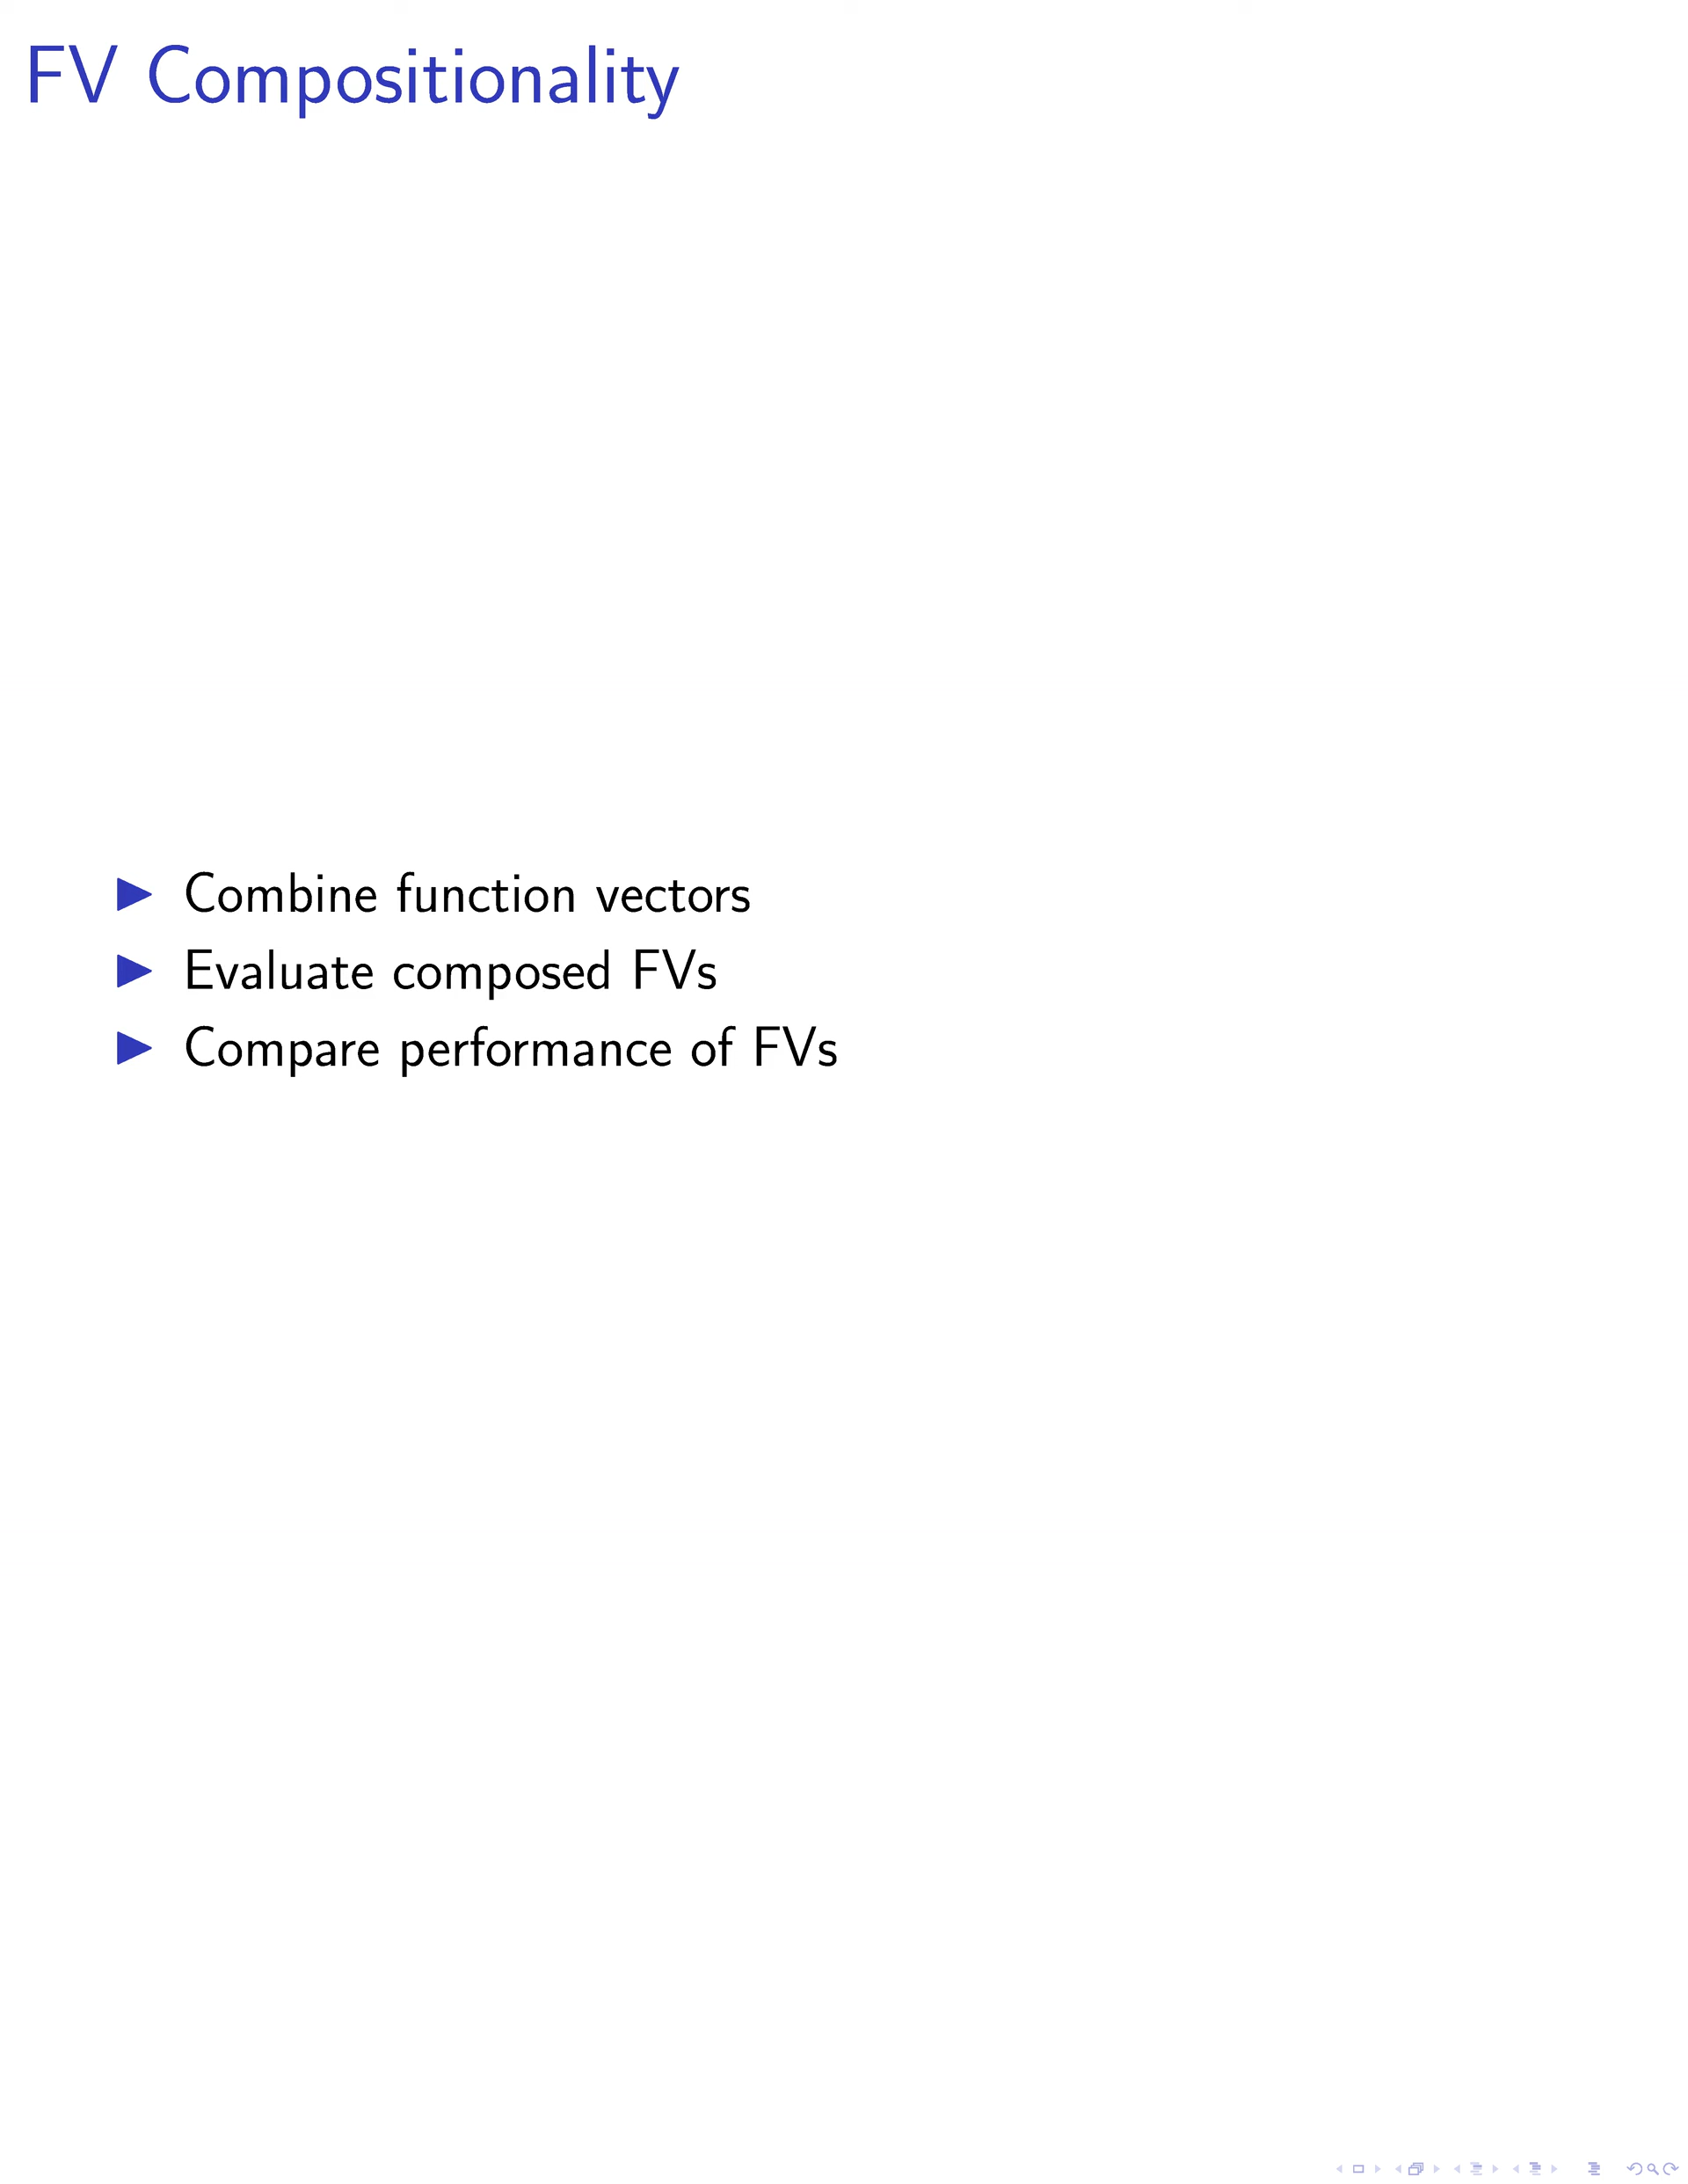 FV Compositionality
Combine function vectors
Evaluate composed FVs
Compare performance of FVs